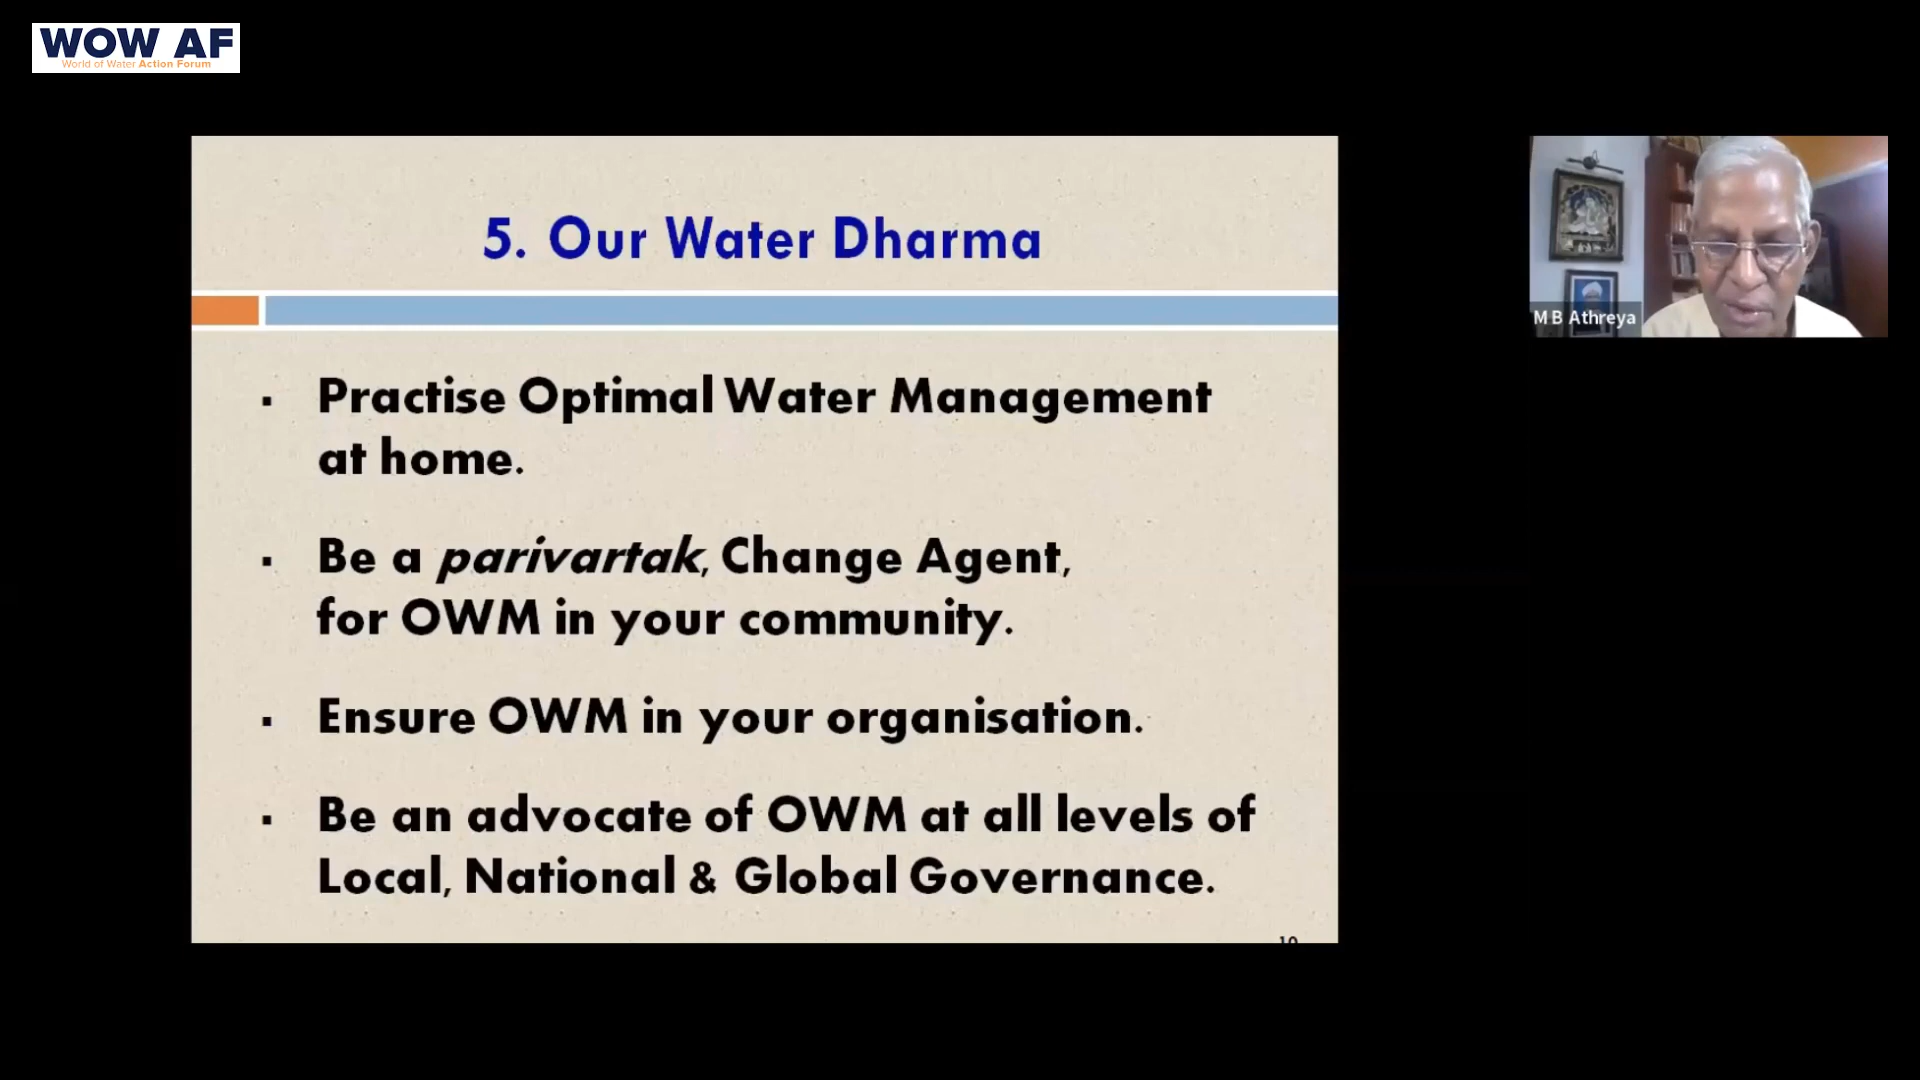 WOW AF
World of Water Action Forum
5. Our Water Dharma
▪ Practise Optimal Water Management
at home.
▪ Be a parivartak, Change Agent,
for OWM in your community.
▪ Ensure OWM in your organisation.
▪ Be an advocate of OWM at all levels of
Local, National & Global Governance.
10
M B Athreya